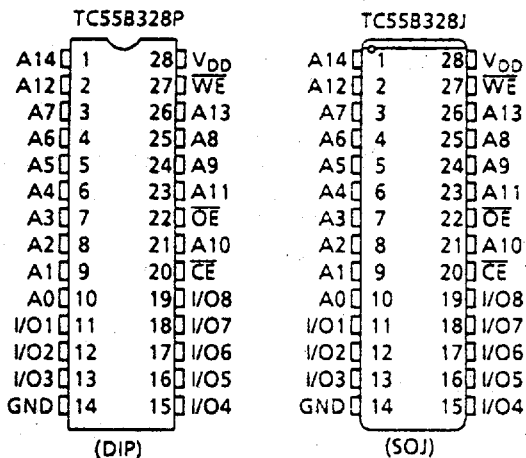 TC55B328P
A14 1 28 VDD
A12 2 27 WE
A7 3 26 A13
A6 4 25 A8
A5 5 24 A9
A4 6 23 A11
A3 7 22 OE
A2 8 21 A10
A1 9 20 CE
A0 10 19 I/O8
I/O1 11 18 I/O7
I/O2 12 17 I/O6
I/O3 13 16 I/O5
GND 14 15 I/O4
(DIP)
TC55B328J
A14 1 28 VDD
A12 2 27 WE
A7 3 26 A13
A6 4 25 A8
A5 5 24 A9
A4 6 23 A11
A3 7 22 OE
A2 8 21 A10
A1 9 20 CE
A0 10 19 I/O8
I/O1 11 18 I/O7
I/O2 12 17 I/O6
I/O3 13 16 I/O5
GND 14 15 I/O4
(SOJ)